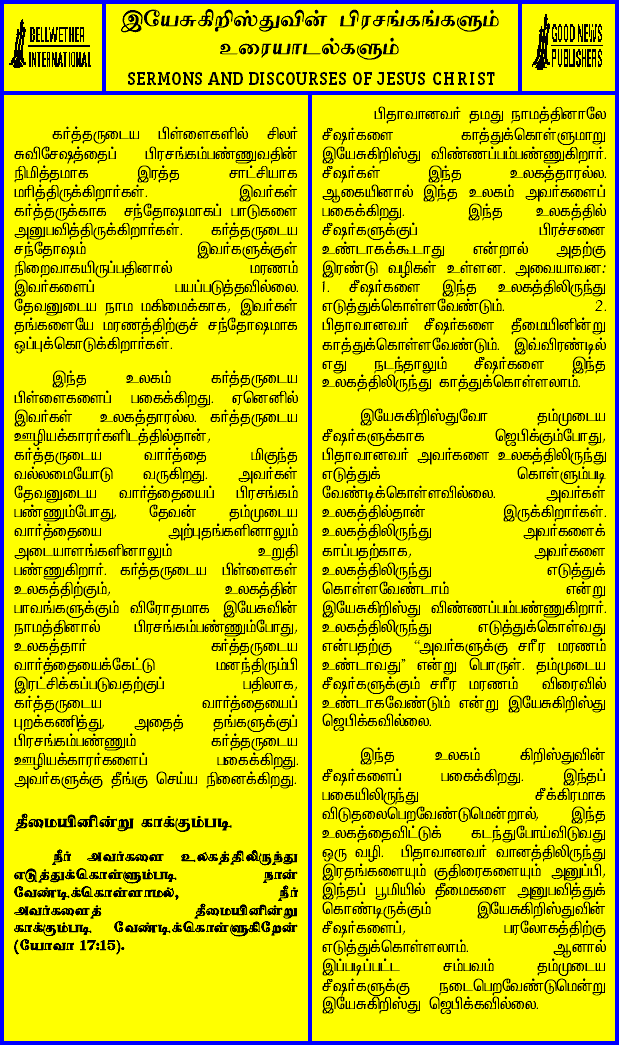 BELLWETHER
INTERNATIONAL
இயேசுகிறிஸ்துவின் பிரசங்கங்களும்
உரையாடல்களும்
SERMONS AND DISCOURSES OF JESUS CHRIST
GOOD NEWS
PUBLISHERS
கர்த்தருடைய பிள்ளைகளில் சிலர்
சுவிசேஷத்தைப் பிரசங்கம்பண்ணுவதின்
நிமித்தமாக இரத்த சாட்சியாக
மரித்திருக்கிறார்கள். இவர்கள்
கர்த்தருக்காக சந்தோஷமாகப் பாடுகளை
அனுபவித்திருக்கிறார்கள். கர்த்தருடைய
சந்தோஷம் இவர்களுக்குள்
நிறைவாகயிருப்பதினால் மரணம்
இவர்களைப் பயப்படுத்தவில்லை.
தேவனுடைய நாம மகிமைக்காக, இவர்கள்
தங்களையே மரணத்திற்குச் சந்தோஷமாக
ஒப்புக்கொடுக்கிறார்கள்.
இந்த உலகம் கர்த்தருடைய
பிள்ளைகளைப் பகைக்கிறது. ஏனெனில்
இவர்கள் உலகத்தாரல்ல. கர்த்தருடைய
ஊழியக்காரர்களிடத்தில்தான்,
கர்த்தருடைய வார்த்தை மிகுந்த
வல்லமையோடு வருகிறது. அவர்கள்
தேவனுடைய வார்த்தையைப் பிரசங்கம்
பண்ணும்போது, தேவன் தம்முடைய
வார்த்தையை அற்புதங்களினாலும்
அடையாளங்களினாலும் உறுதி
பண்ணுகிறார். கர்த்தருடைய பிள்ளைகள்
உலகத்திற்கும், உலகத்தின்
பாவங்களுக்கும் விரோதமாக இயேசுவின்
நாமத்தினால் பிரசங்கம்பண்ணும்போது,
உலகத்தார் கர்த்தருடைய
வார்த்தையைக்கேட்டு மனந்திரும்பி
இரட்சிக்கப்படுவதற்குப் பதிலாக,
கர்த்தருடைய வார்த்தையைப்
புறக்கணித்து, அதைத் தங்களுக்குப்
பிரசங்கம்பண்ணும் கர்த்தருடைய
ஊழியக்காரர்களைப் பகைக்கிறது.
அவர்களுக்கு தீங்கு செய்ய நினைக்கிறது.
தீமையினின்று காக்கும்படி
நீர் அவர்களை உலகத்திலிருந்து
எடுத்துக்கொள்ளும்படி நான்
வேண்டிக்கொள்ளாமல், நீர்
அவர்களைத் தீமையினின்று
காக்கும்படி வேண்டிக்கொள்ளுகிறேன்
(யோவா 17:15).
பிதாவானவர் தமது நாமத்தினாலே
சீஷர்களை காத்துக்கொள்ளுமாறு
இயேசுகிறிஸ்து விண்ணப்பம்பண்ணுகிறார்.
சீஷர்கள் இந்த உலகத்தாரல்ல.
ஆகையினால் இந்த உலகம் அவர்களைப்
பகைக்கிறது. இந்த உலகத்தில்
சீஷர்களுக்குப் பிரச்சனை
உண்டாகக்கூடாது என்றால் அதற்கு
இரண்டு வழிகள் உள்ளன. அவையாவன:
1. சீஷர்களை இந்த உலகத்திலிருந்து
எடுத்துக்கொள்ளவேண்டும். 2.
பிதாவானவர் சீஷர்களை தீமையினின்று
காத்துக்கொள்ளவேண்டும். இவ்விரண்டில்
எது நடந்தாலும் சீஷர்களை இந்த
உலகத்திலிருந்து காத்துக்கொள்ளலாம்.
இயேசுகிறிஸ்துவோ தம்முடைய
சீஷர்களுக்காக ஜெபிக்கும்போது,
பிதாவானவர் அவர்களை உலகத்திலிருந்து
எடுத்துக் கொள்ளும்படி
வேண்டிக்கொள்ளவில்லை. அவர்கள்
உலகத்தில்தான் இருக்கிறார்கள்.
உலகத்திலிருந்து அவர்களைக்
காப்பதற்காக, அவர்களை
உலகத்திலிருந்து எடுத்துக்
கொள்ளவேண்டாம் என்று
இயேசுகிறிஸ்து விண்ணப்பம்பண்ணுகிறார்.
உலகத்திலிருந்து எடுத்துக்கொள்வது
என்பதற்கு "அவர்களுக்கு சரீர மரணம்
உண்டாவது" என்று பொருள். தம்முடைய
சீஷர்களுக்கும் சரீர மரணம் விரைவில்
உண்டாகவேண்டும் என்று இயேசுகிறிஸ்து
ஜெபிக்கவில்லை.
இந்த உலகம் கிறிஸ்துவின்
சீஷர்களைப் பகைக்கிறது. இந்தப்
பகையிலிருந்து சீக்கிரமாக
விடுதலைபெறவேண்டுமென்றால், இந்த
உலகத்தைவிட்டுக் கடந்துபோய்விடுவது
ஒரு வழி. பிதாவானவர் வானத்திலிருந்து
இரதங்களையும் குதிரைகளையும் அனுப்பி,
இந்தப் பூமியில் தீமைகளை அனுபவித்துக்
கொண்டிருக்கும் இயேசுகிறிஸ்துவின்
சீஷர்களைப், பரலோகத்திற்கு
எடுத்துக்கொள்ளலாம். ஆனால்
இப்படிப்பட்ட சம்பவம் தம்முடைய
சீஷர்களுக்கு நடைபெறவேண்டுமென்று
இயேசுகிறிஸ்து ஜெபிக்கவில்லை.